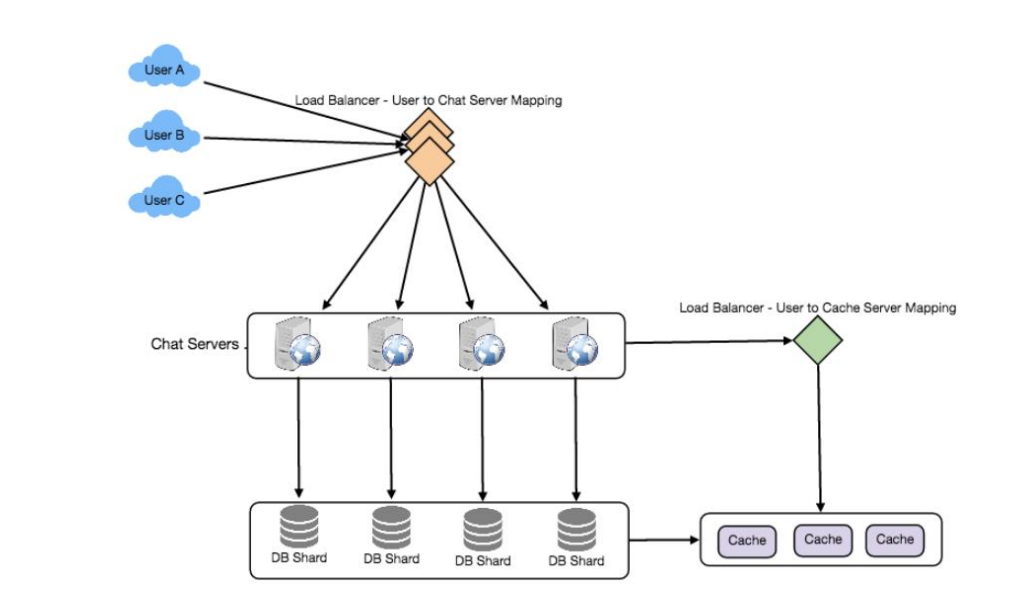 User A
Load Balancer - User to Chat Server Mapping
User B
User C
Load Balancer - User to Cache Server Mapping
Chat Servers
DB Shard
DB Shard
DB Shard
DB Shard
Cache
Cache
Cache